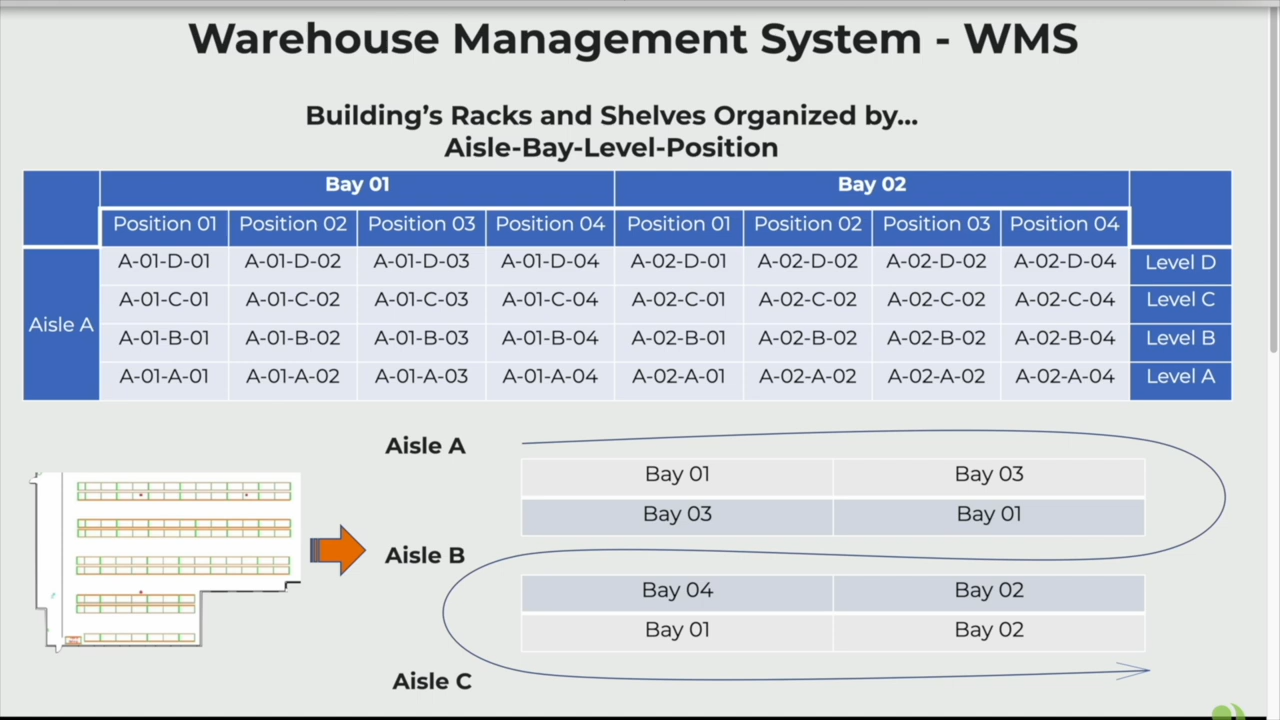 Warehouse Management System - WMS
Building’s Racks and Shelves Organized by...
Aisle-Bay-Level-Position
Bay 01 Bay 02
Position 01 Position 02 Position 03 Position 04 Position 01 Position 02 Position 03 Position 04
A-01-D-01 A-01-D-02 A-01-D-03 A-01-D-04 A-02-D-01 A-02-D-02 A-02-D-02 A-02-D-04 Level D
A-01-C-01 A-01-C-02 A-01-C-03 A-01-C-04 A-02-C-01 A-02-C-02 A-02-C-02 A-02-C-04 Level C
Aisle A
A-01-B-01 A-01-B-02 A-01-B-03 A-01-B-04 A-02-B-01 A-02-B-02 A-02-B-02 A-02-B-04 Level B
A-01-A-01 A-01-A-02 A-01-A-03 A-01-A-04 A-02-A-01 A-02-A-02 A-02-A-02 A-02-A-04 Level A
Aisle A
Bay 01 Bay 03
Bay 03 Bay 01
Aisle B
Bay 04 Bay 02
Bay 01 Bay 02
Aisle C